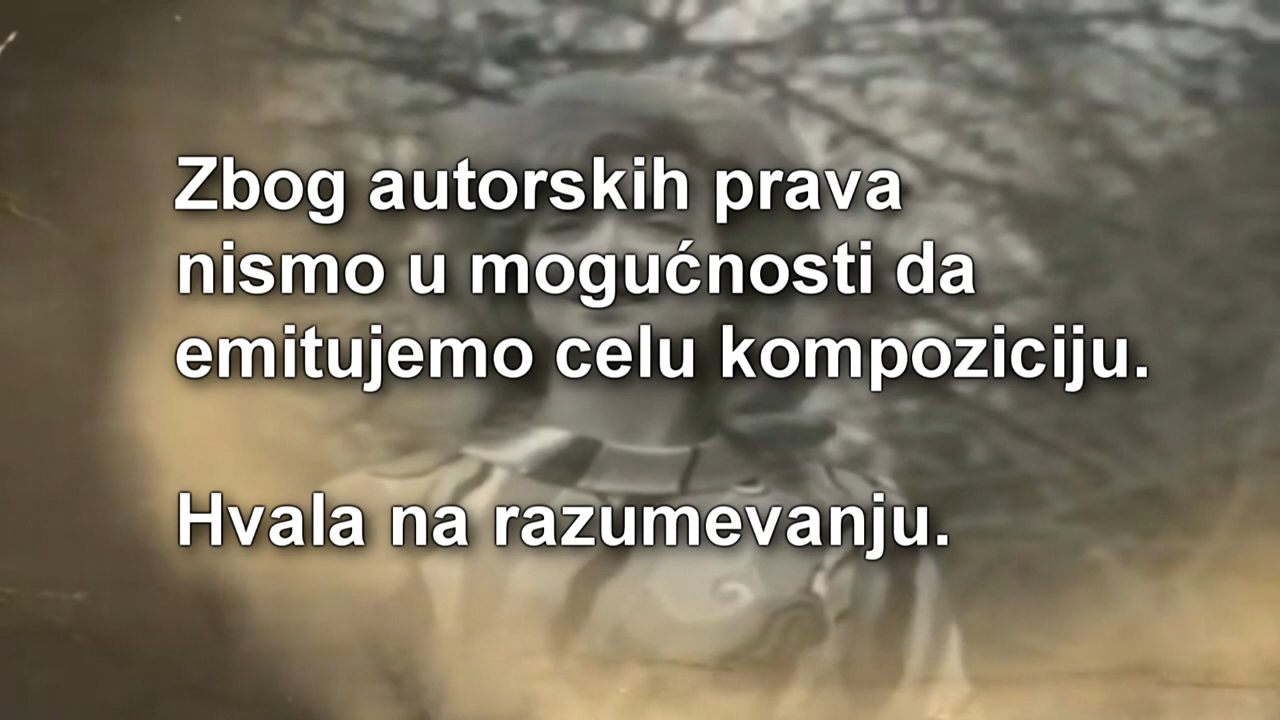 Zbog autorskih prava
nismo u mogućnosti da
emitujemo celu kompoziciju.
Hvala na razumevanju.